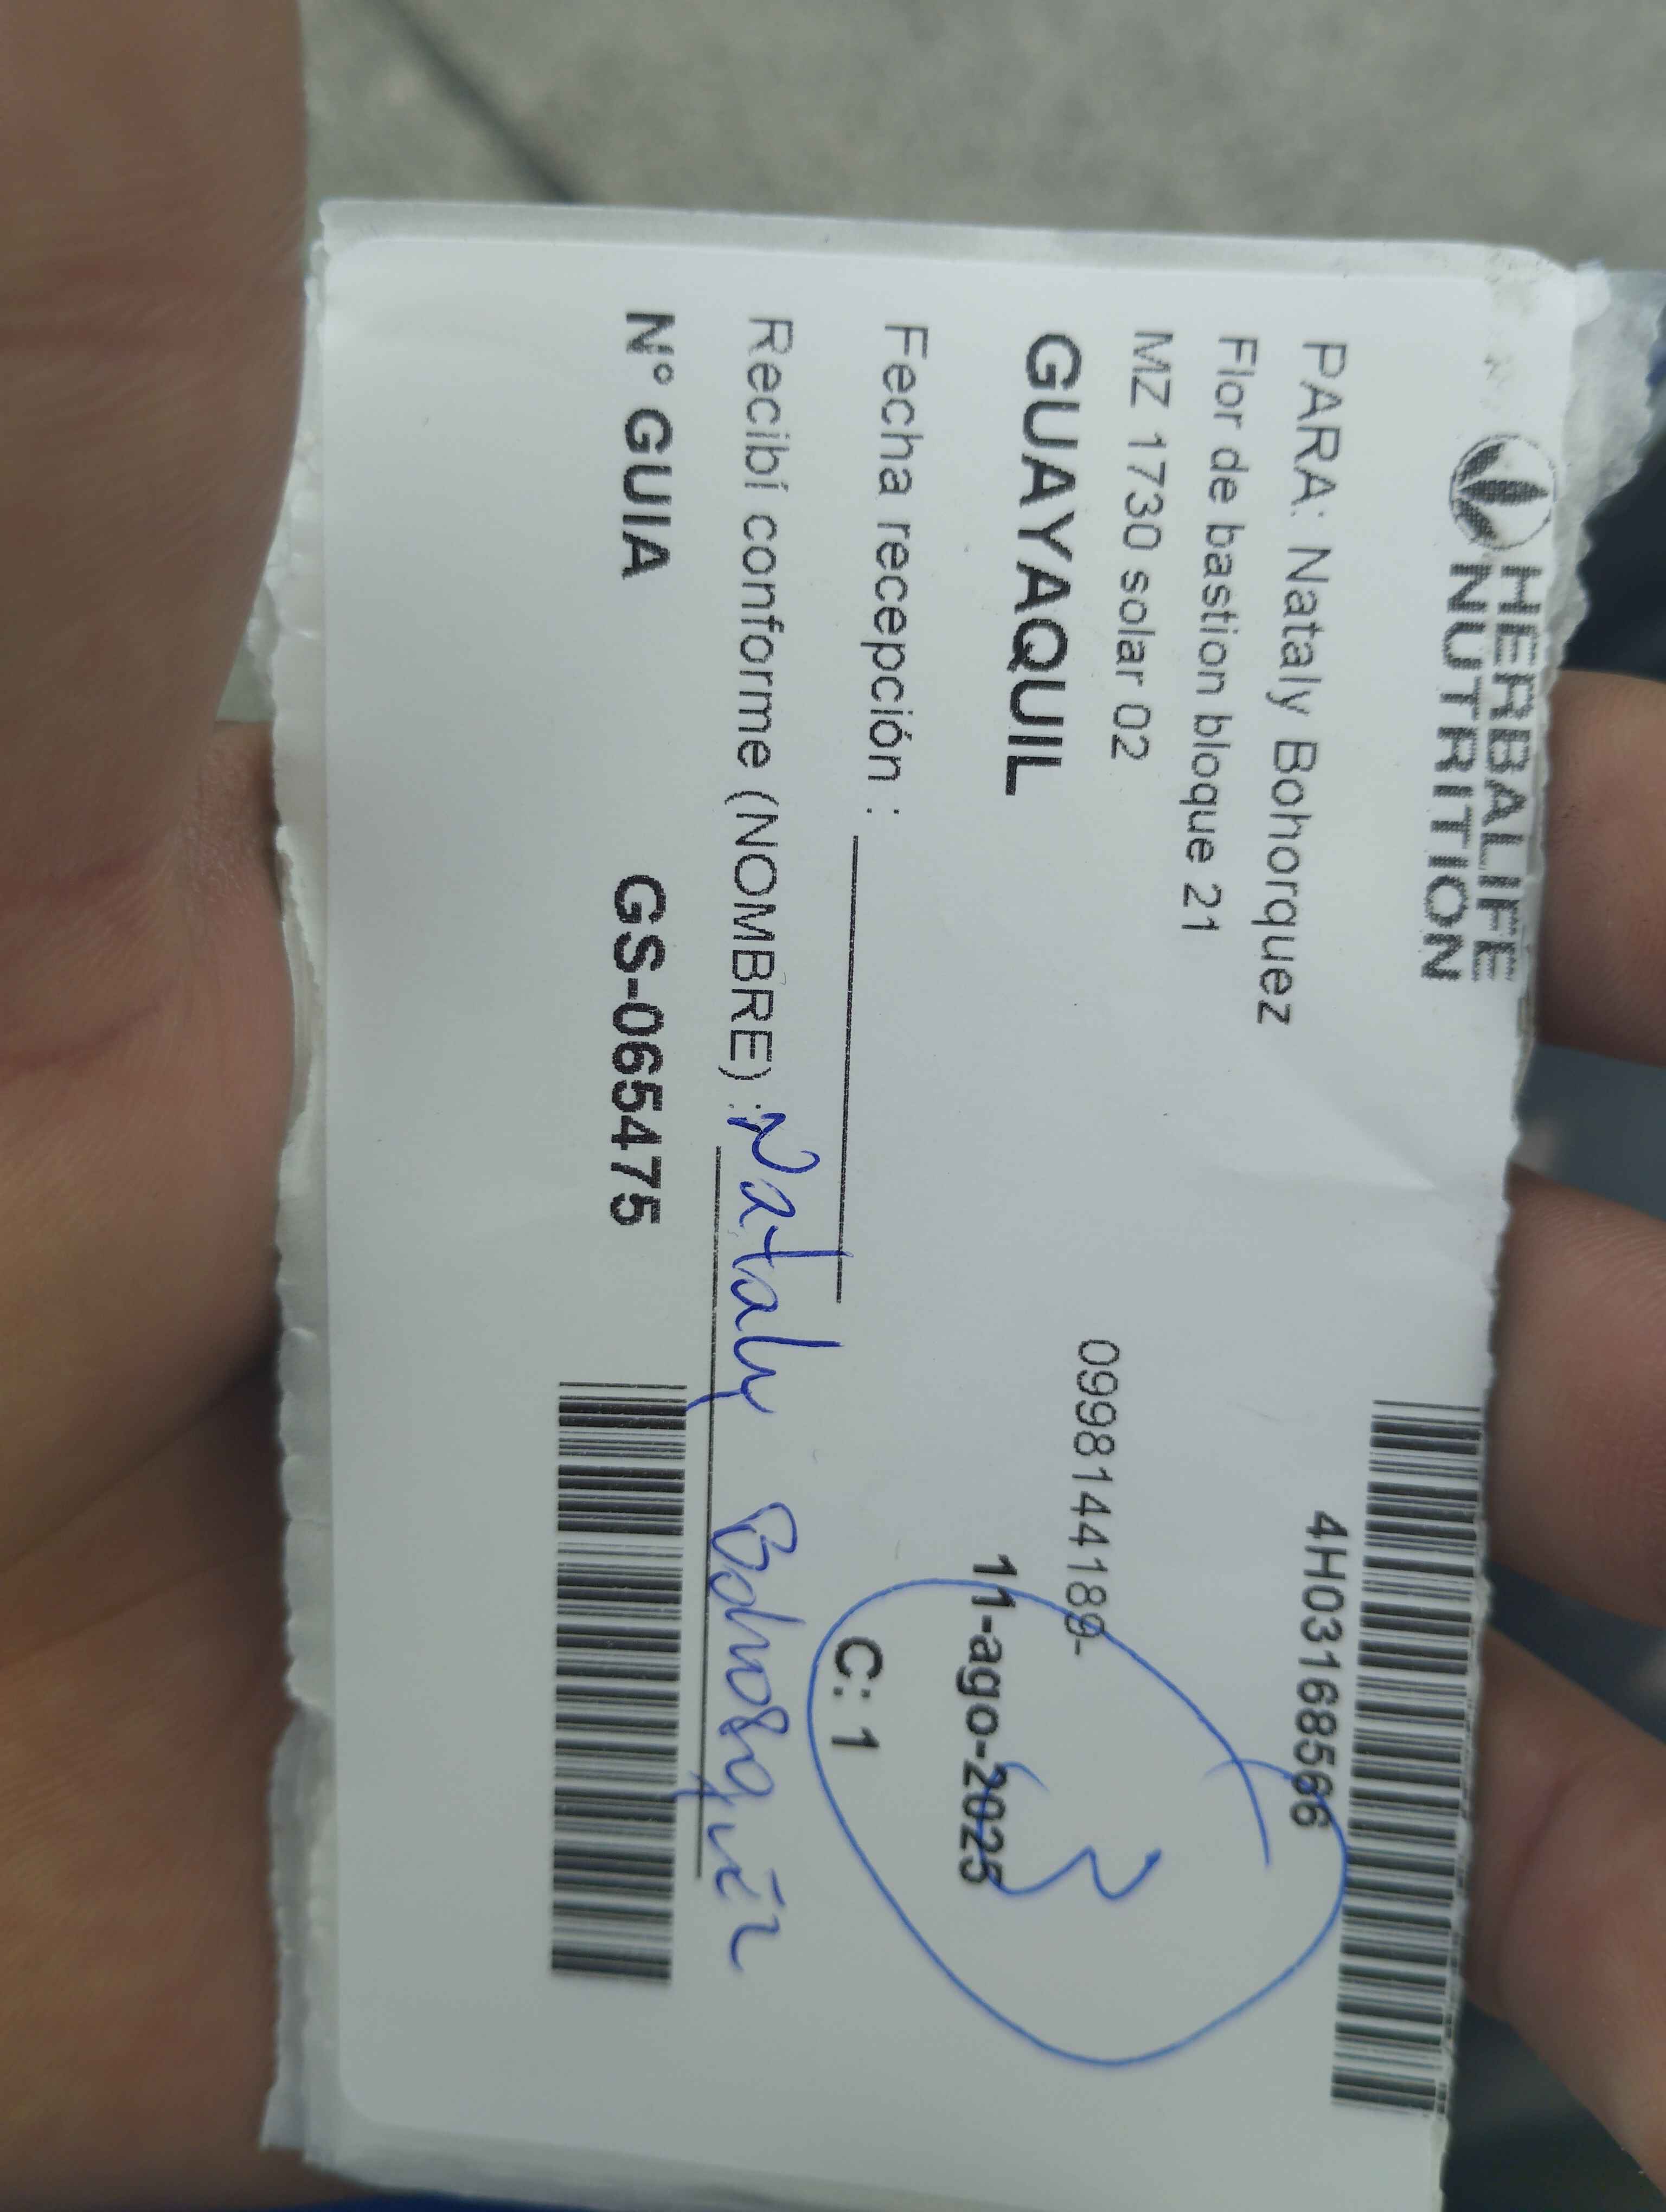 HERBALIFE
NUTRITION
4H03168566
PARA: Nataly Bohorquez
Flor de bastion bloque 21
MZ 1730 solar 02
0998144189-
GUAYAQUIL
11-ago-2025
Fecha recepción :
C: 1
Recibí conforme (NOMBRE) : Nataly Bohorquez
N° GUIA GS-065475